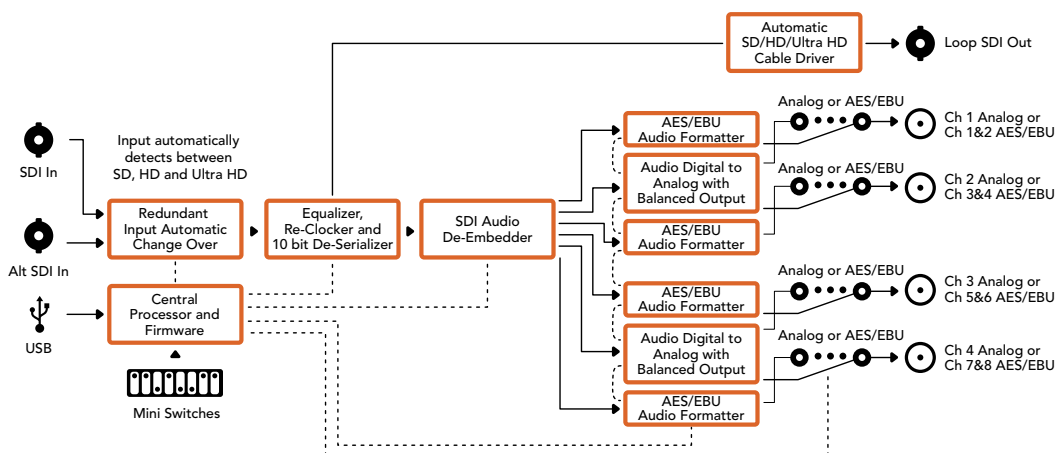 Automatic
SD/HD/Ultra HD
Cable Driver
Loop SDI Out
SDI In
Input automatically
detects between
SD, HD and Ultra HD
Alt SDI In
Redundant
Input Automatic
Change Over
Equalizer,
Re-Clocker and
10 bit De-Serializer
SDI Audio
De-Embedder
USB
Central
Processor and
Firmware
Mini Switches
AES/EBU
Audio Formatter
Audio Digital to
Analog with
Balanced Output
AES/EBU
Audio Formatter
AES/EBU
Audio Formatter
Audio Digital to
Analog with
Balanced Output
AES/EBU
Audio Formatter
Analog or AES/EBU
Ch 1 Analog or
Ch 1&2 AES/EBU
Analog or AES/EBU
Ch 2 Analog or
Ch 3&4 AES/EBU
Analog or AES/EBU
Ch 3 Analog or
Ch 5&6 AES/EBU
Analog or AES/EBU
Ch 4 Analog or
Ch 7&8 AES/EBU